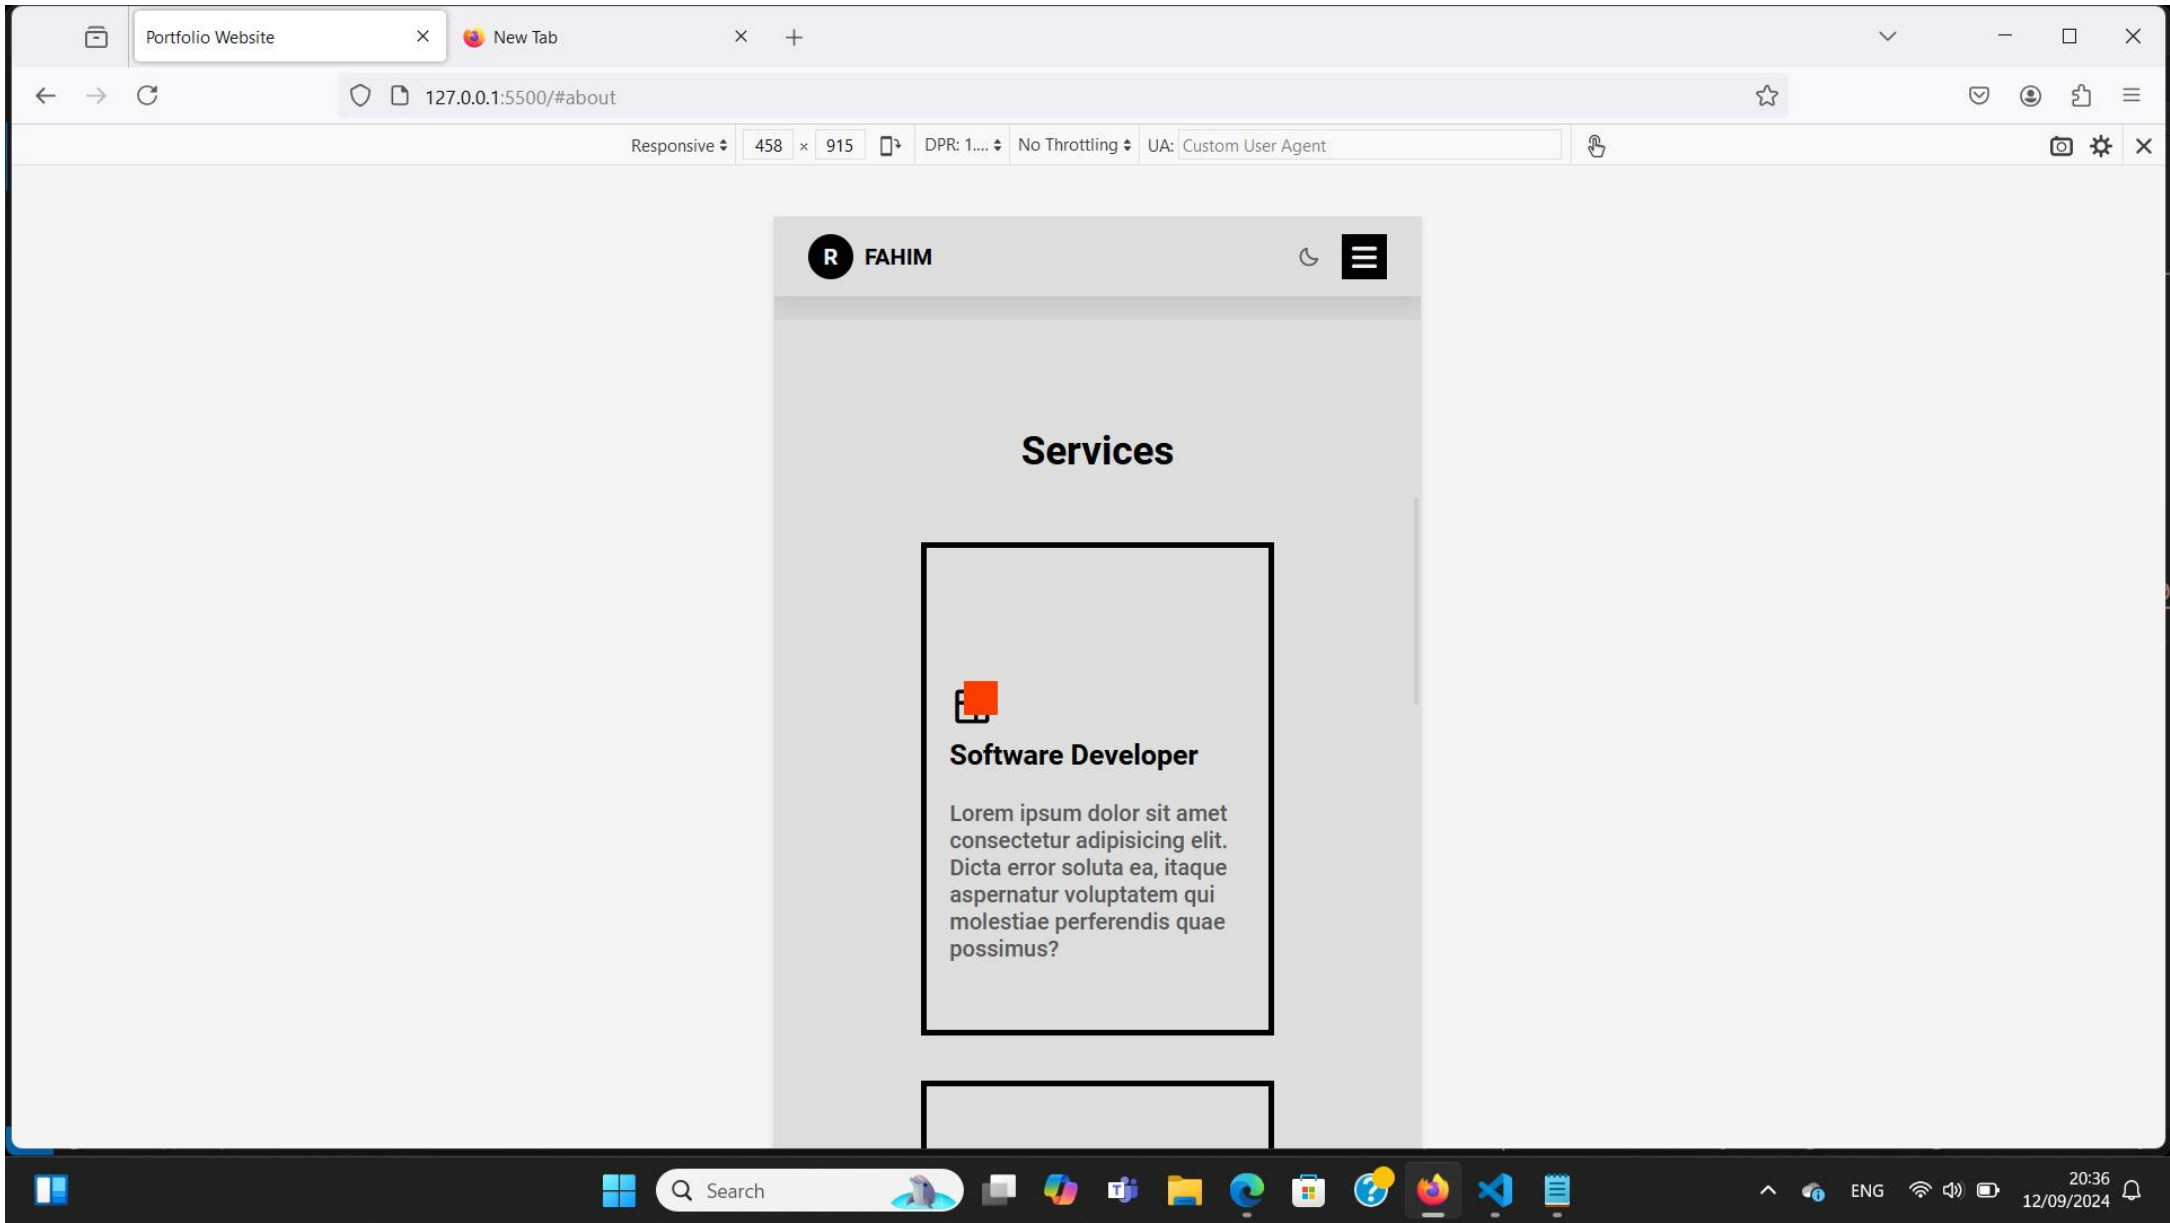 Portfolio Website
New Tab
127.0.0.1:5500/#about
Responsive 458 × 915 DPR: 1.... No Throttling UA: Custom User Agent
R FAHIM
Services
Software Developer
Lorem ipsum dolor sit amet
consectetur adipisicing elit.
Dicta error soluta ea, itaque
aspernatur voluptatem qui
molestiae perferendis quae
possimus?
Search
ENG
20:36
12/09/2024